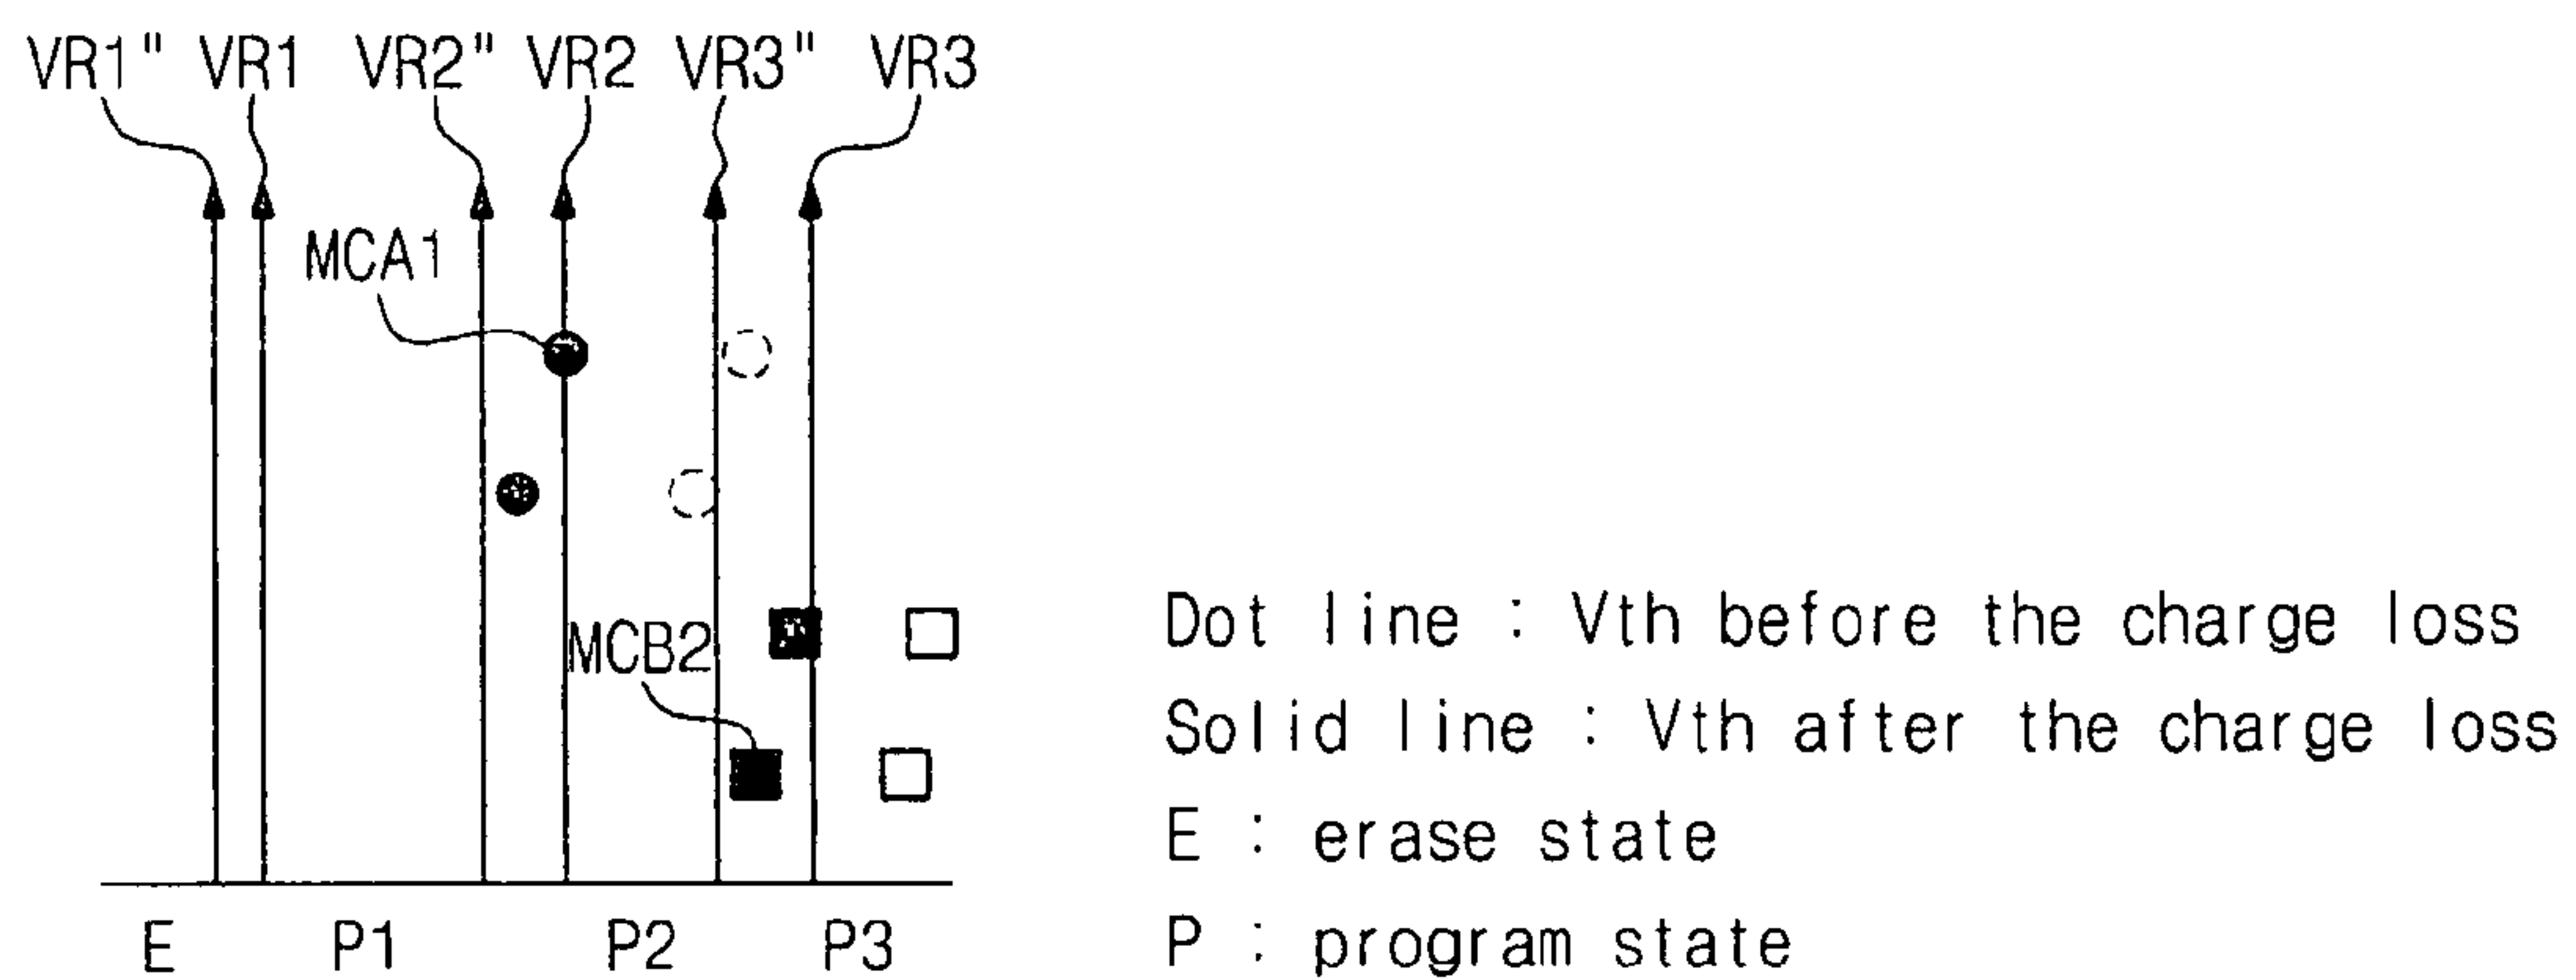 VR1" VR1 VR2" VR2 VR3" VR3
MCA1
MCB2
Dot line : Vth before the charge loss
Solid line : Vth after the charge loss
E : erase state
P : program state
E P1 P2 P3